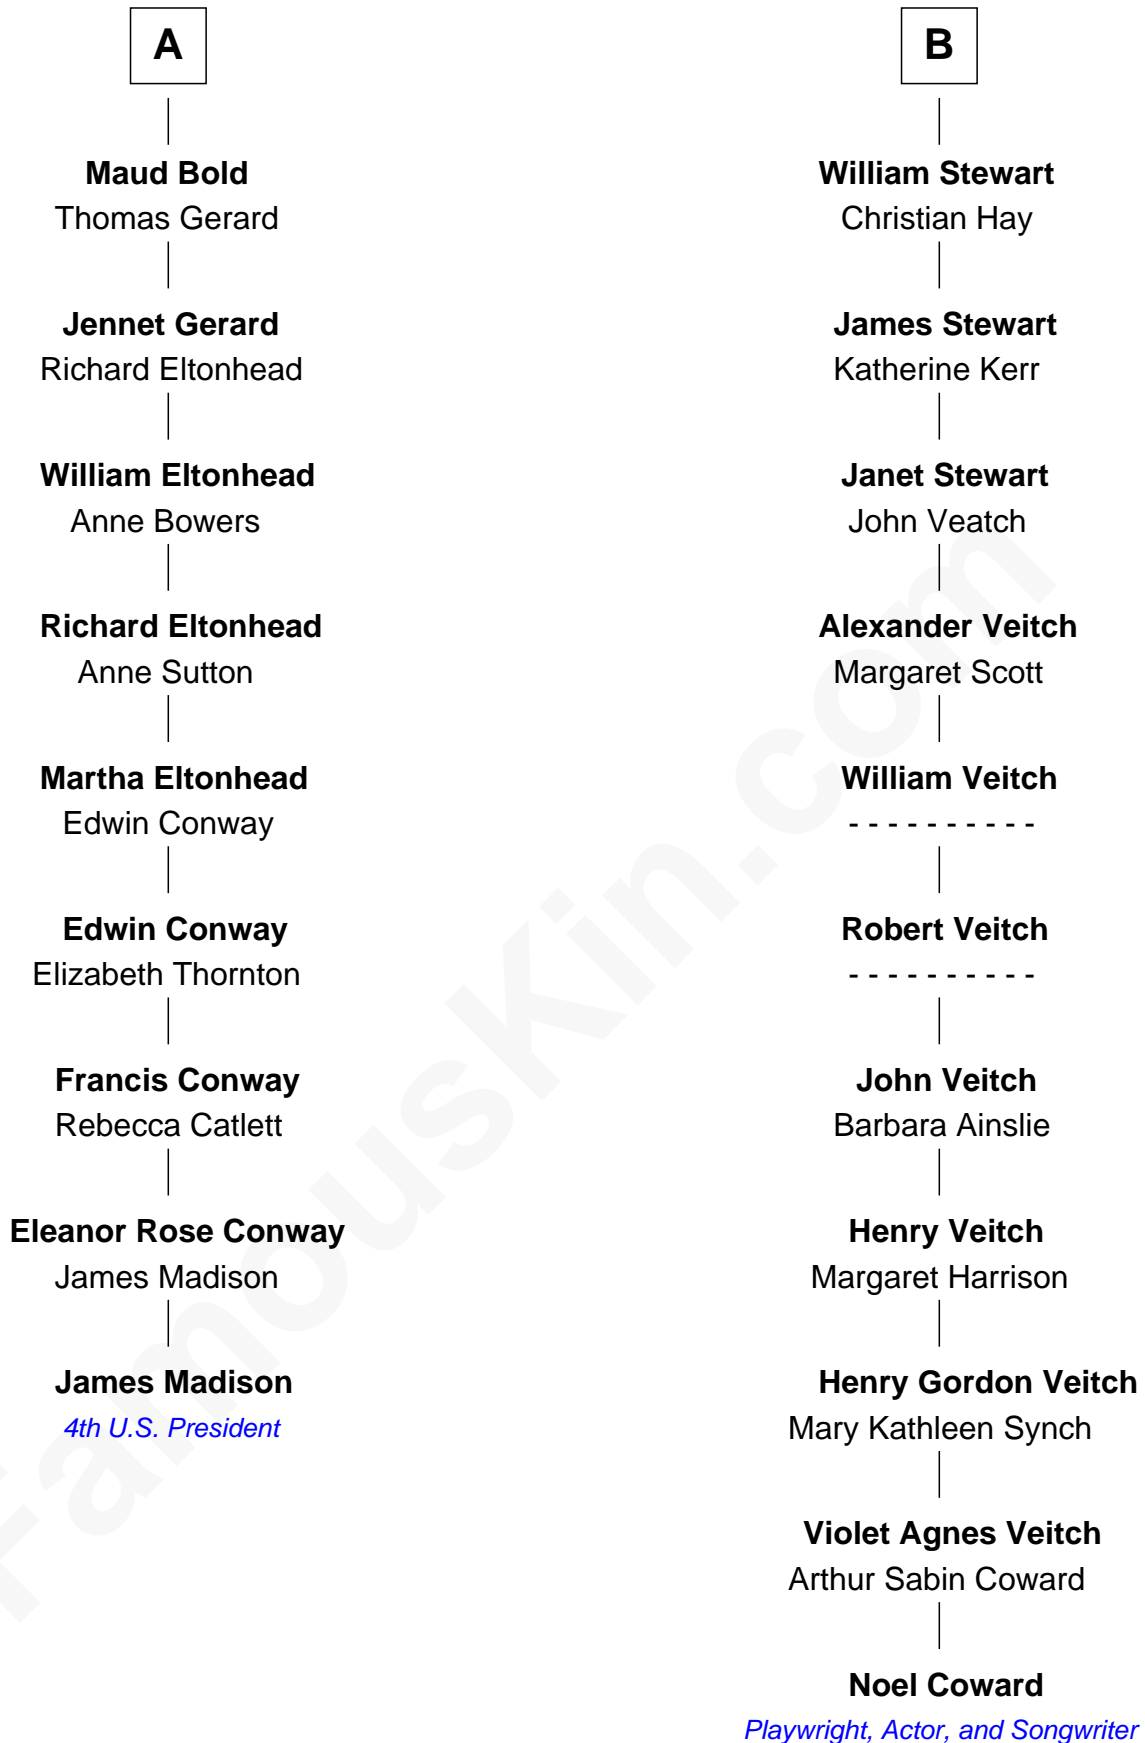 A
Maud Bold
Thomas Gerard
Jennet Gerard
Richard Eltonhead
William Eltonhead
Anne Bowers
Richard Eltonhead
Anne Sutton
Martha Eltonhead
Edwin Conway
Edwin Conway
Elizabeth Thornton
Francis Conway
Rebecca Catlett
Eleanor Rose Conway
James Madison
James Madison
4th U.S. President
B
William Stewart
Christian Hay
James Stewart
Katherine Kerr
Janet Stewart
John Veatch
Alexander Veitch
Margaret Scott
William Veitch
- - - - - - - - - -
Robert Veitch
- - - - - - - - - -
John Veitch
Barbara Ainslie
Henry Veitch
Margaret Harrison
Henry Gordon Veitch
Mary Kathleen Synch
Violet Agnes Veitch
Arthur Sabin Coward
Noel Coward
Playwright, Actor, and Songwriter
FamousKin.com